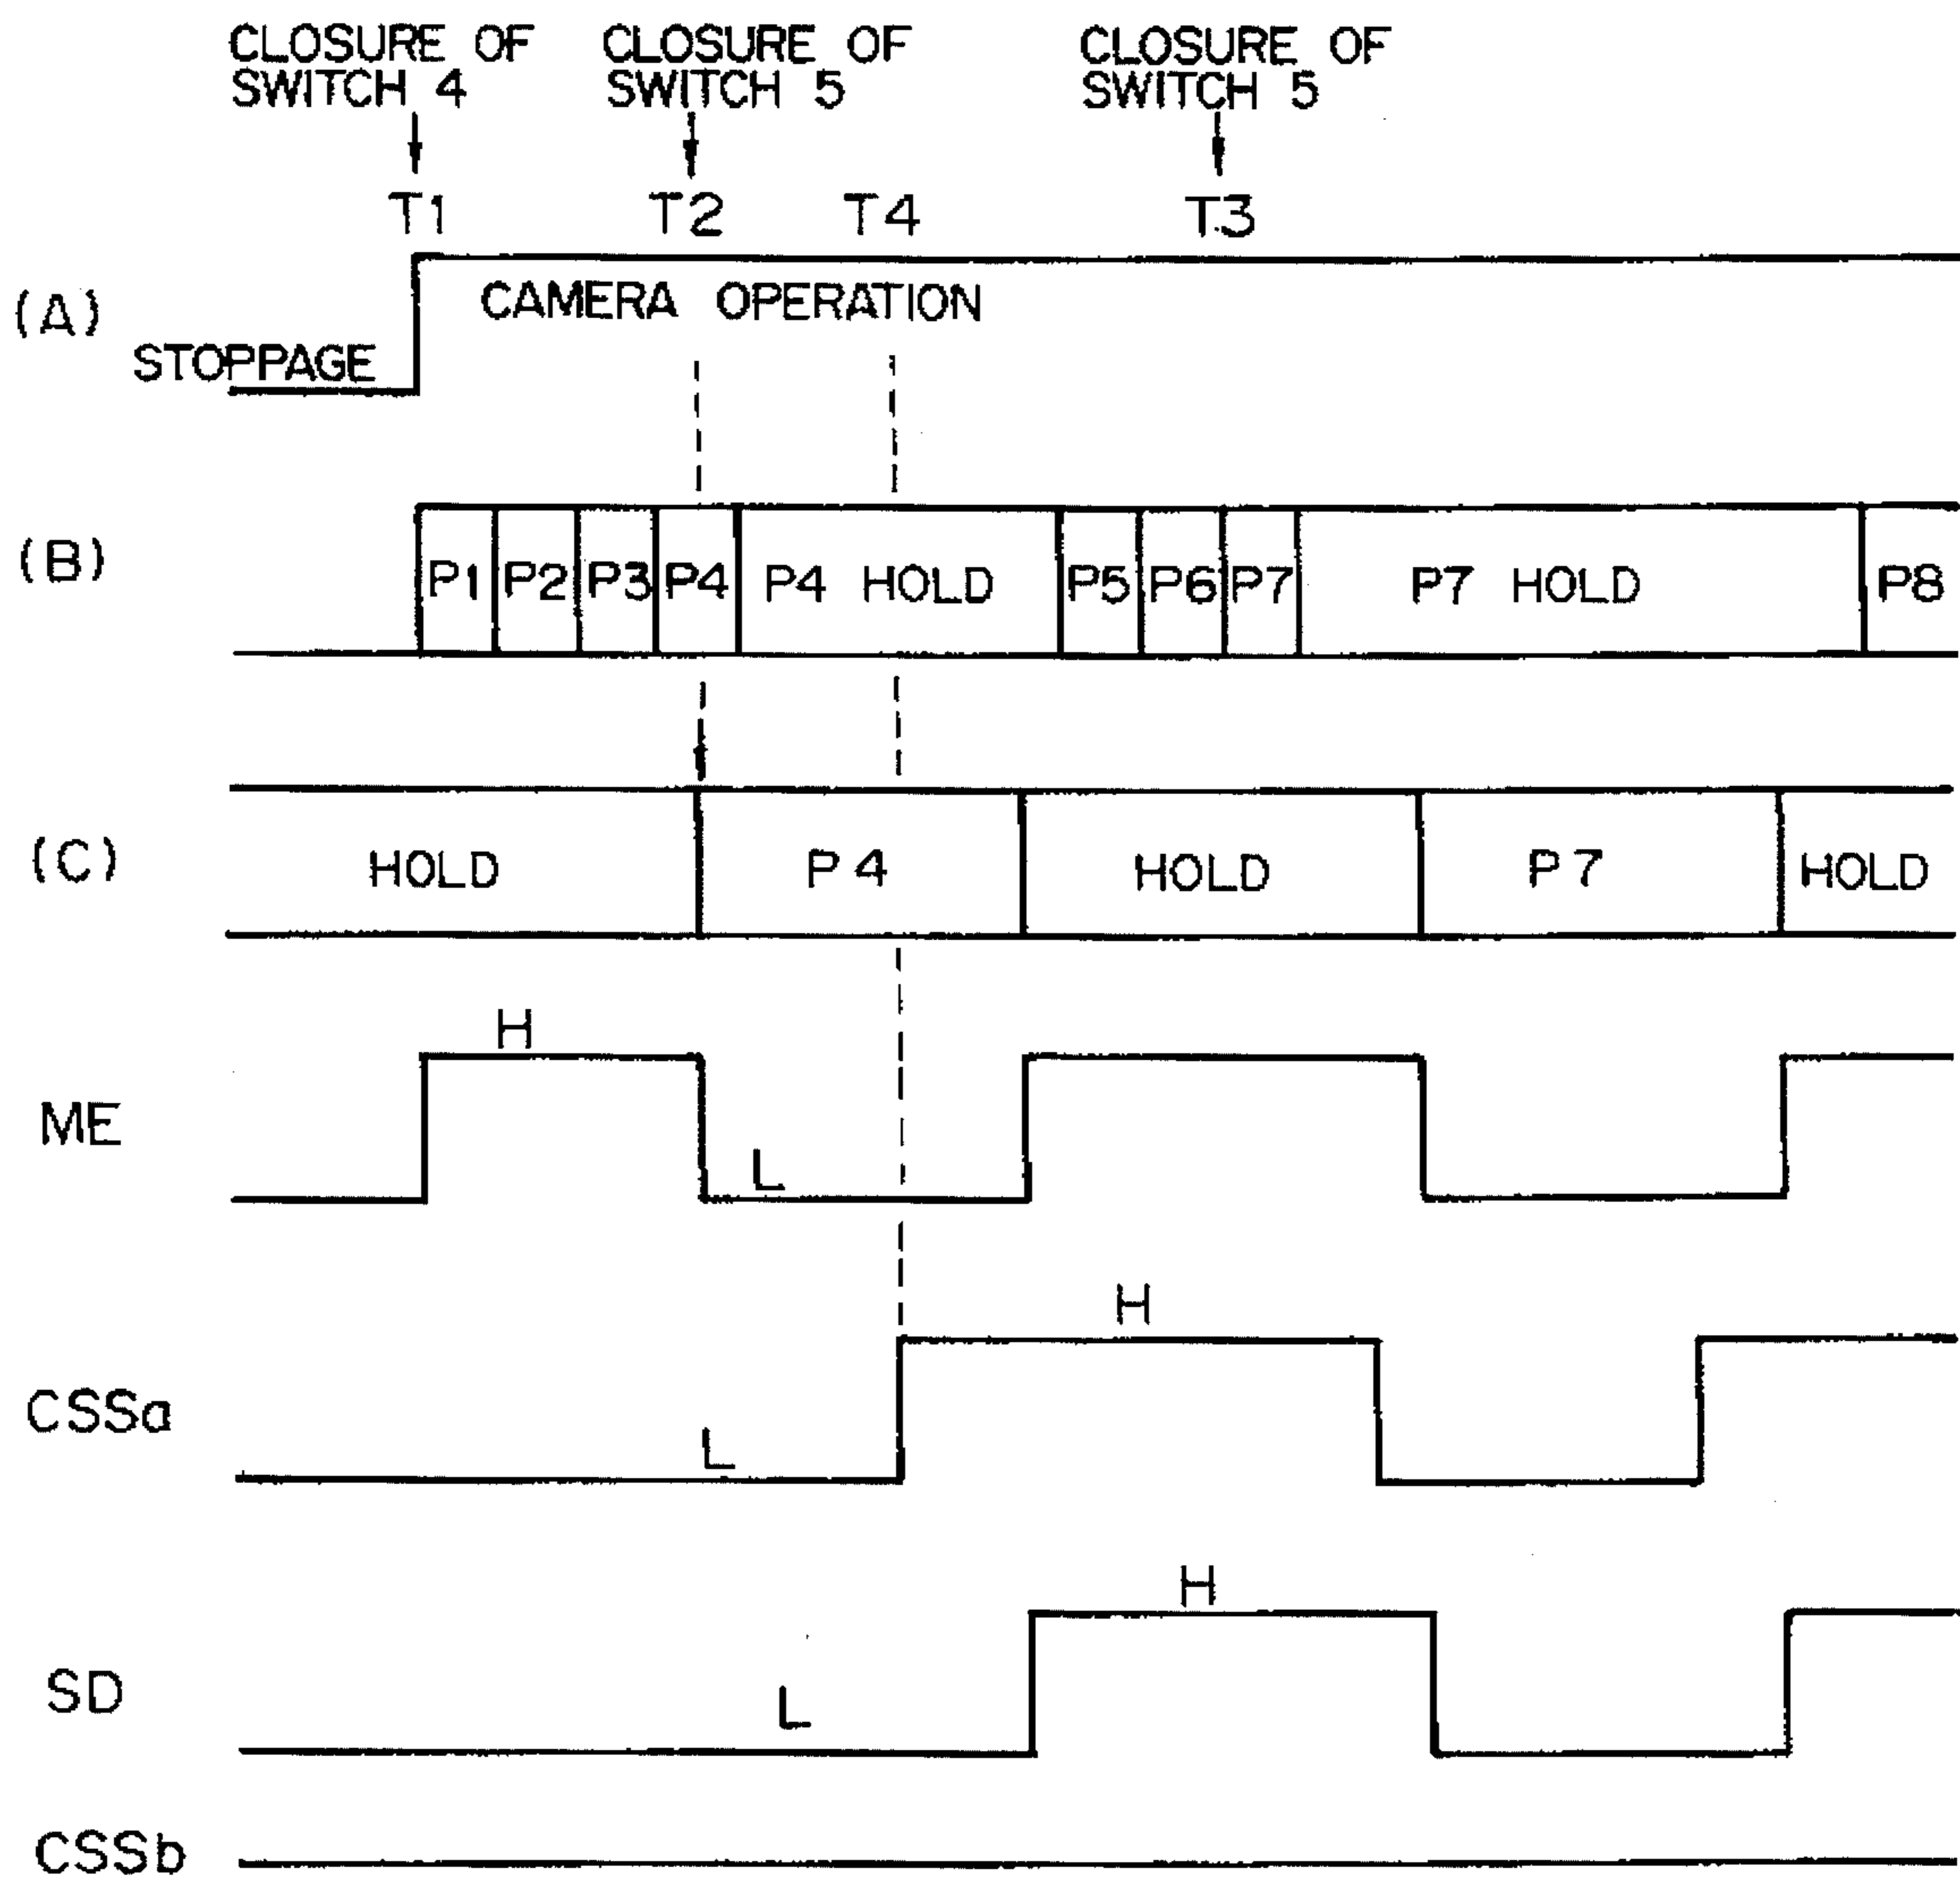 CLOSURE OF
SWITCH 4
CLOSURE OF
SWITCH 5
CLOSURE OF
SWITCH 5
T1
T2
T4
T3
(A)
CAMERA OPERATION
STOPPAGE
(B)
P1 P2 P3 P4 P4 HOLD P5 P6 P7 P7 HOLD P8
(C)
HOLD P4 HOLD P7 HOLD
H
ME
L
H
CSSa
L
H
SD
L
CSSb